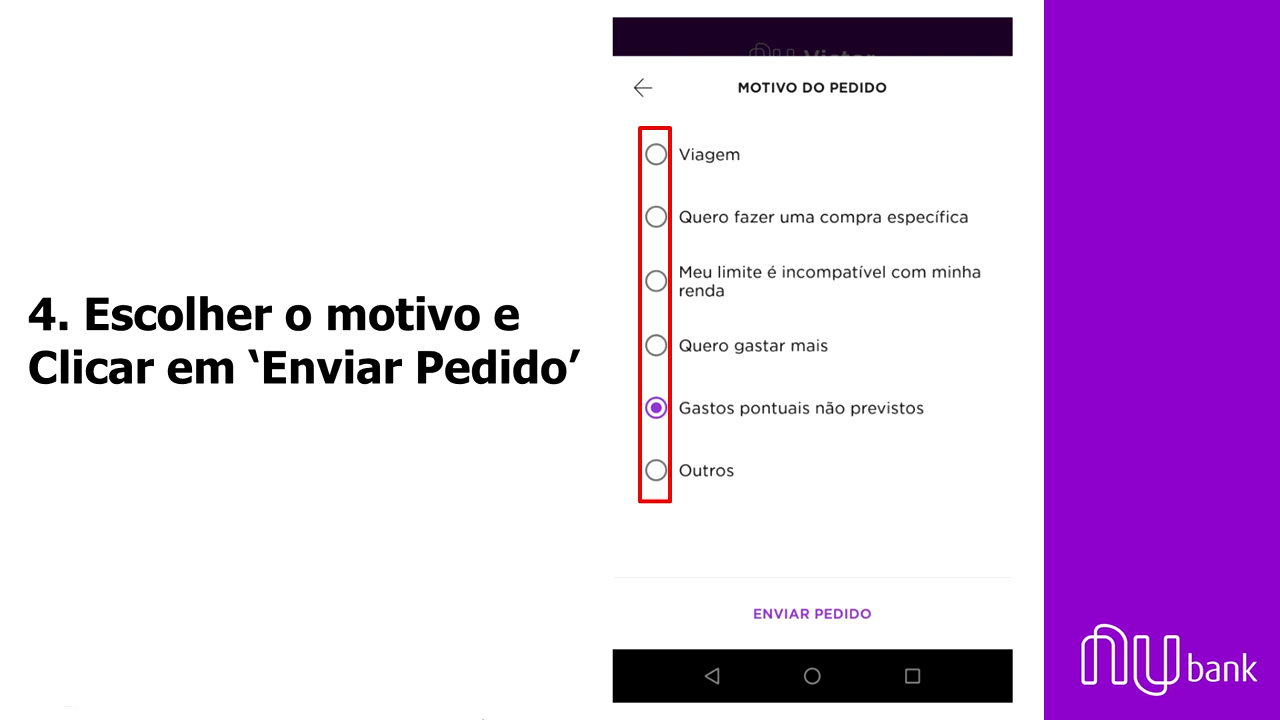 4. Escolher o motivo e
Clicar em ‘Enviar Pedido’
MOTIVO DO PEDIDO
Viagem
Quero fazer uma compra específica
Meu limite é incompatível com minha
renda
Quero gastar mais
Gastos pontuais não previstos
Outros
ENVIAR PEDIDO
nu bank